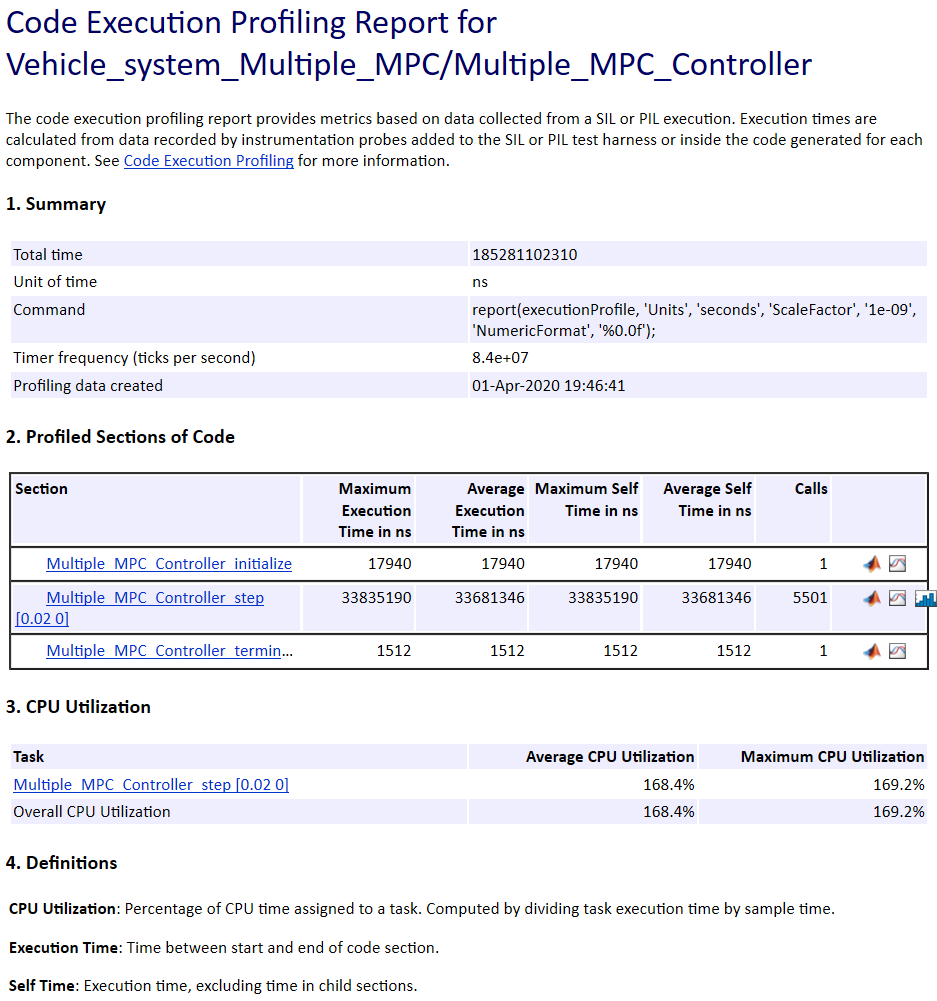 Code Execution Profiling Report for
Vehicle_system_Multiple_MPC/Multiple_MPC_Controller
The code execution profiling report provides metrics based on data collected from a SIL or PIL execution. Execution times are
calculated from data recorded by instrumentation probes added to the SIL or PIL test harness or inside the code generated for each
component. See Code Execution Profiling for more information.
1. Summary
Total time 185281102310
Unit of time ns
Command report(executionProfile, 'Units', 'seconds', 'ScaleFactor', '1e-09',
'NumericFormat', '%0.0f');
Timer frequency (ticks per second) 8.4e+07
Profiling data created 01-Apr-2020 19:46:41
2. Profiled Sections of Code
Section Maximum Average Maximum Self Average Self Calls
Execution Execution Time in ns Time in ns
Time in ns Time in ns
Multiple_MPC_Controller_initialize 17940 17940 17940 17940 1
Multiple_MPC_Controller_step 33835190 33681346 33835190 33681346 5501
[0.02 0]
Multiple_MPC_Controller_termin... 1512 1512 1512 1512 1
3. CPU Utilization
Task Average CPU Utilization Maximum CPU Utilization
Multiple_MPC_Controller_step [0.02 0] 168.4% 169.2%
Overall CPU Utilization 168.4% 169.2%
4. Definitions
CPU Utilization: Percentage of CPU time assigned to a task. Computed by dividing task execution time by sample time.
Execution Time: Time between start and end of code section.
Self Time: Execution time, excluding time in child sections.